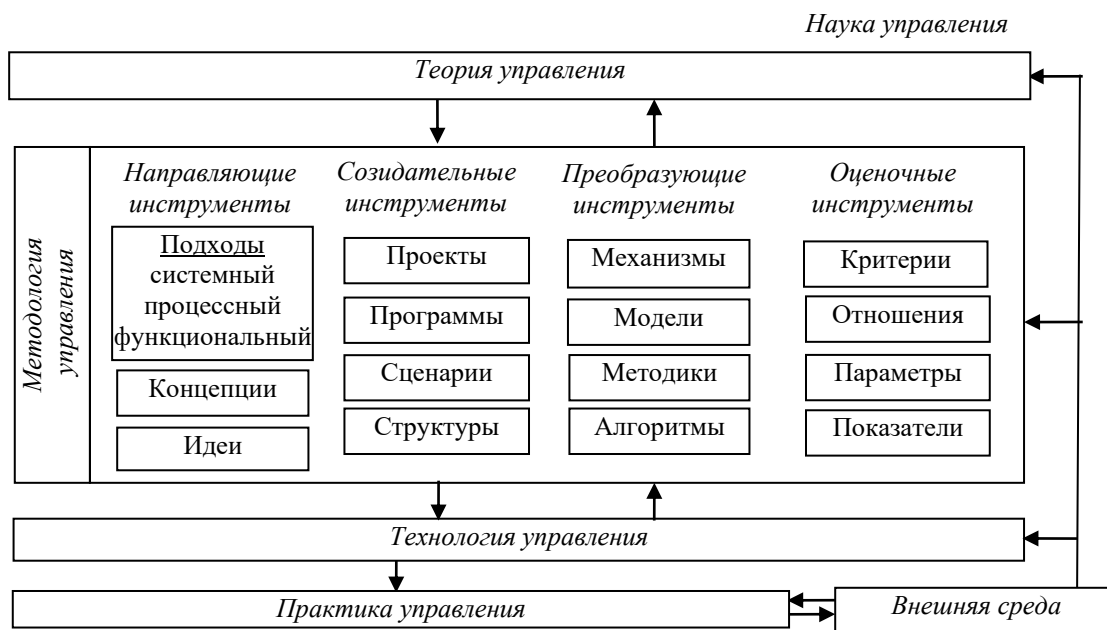 Наука управления
Теория управления
Методология
управления
Направляющие
инструменты
Подходы
системный
процессный
функциональный
Концепции
Идеи
Созидательные
инструменты
Проекты
Программы
Сценарии
Структуры
Преобразующие
инструменты
Механизмы
Модели
Методики
Алгоритмы
Оценочные
инструменты
Критерии
Отношения
Параметры
Показатели
Технология управления
Практика управления
Внешняя среда